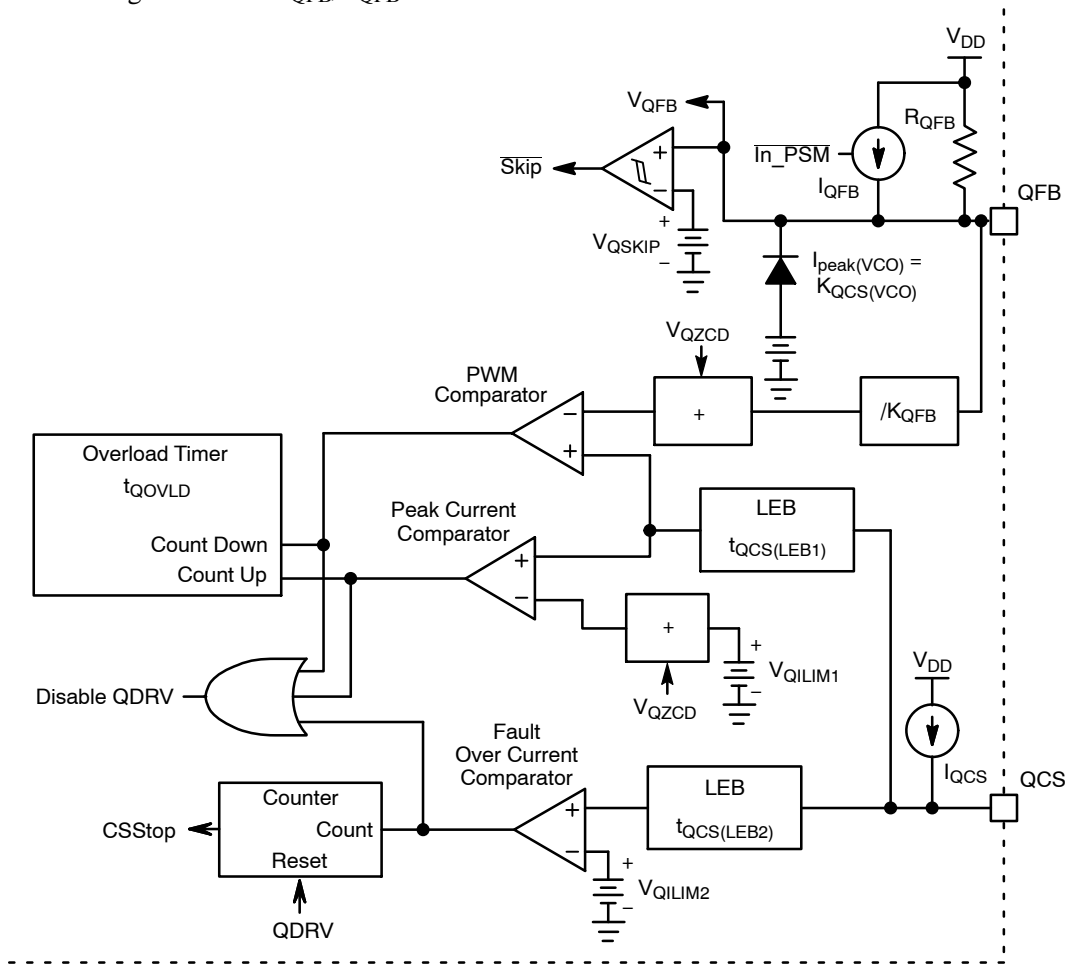 V_DD
V_QFB
R_QFB
Skip
In_PSM
I_QFB
QFB
+
−
+
V_QSKIP
−
I_peak(VCO) =
K_QCS(VCO)
V_QZCD
PWM
Comparator
−
+
+
/K_QFB
Overload Timer
t_QOVLD
Count Down
Count Up
Peak Current
Comparator
+
−
LEB
t_QCS(LEB1)
+
+
V_QILIM1
−
V_QZCD
V_DD
Disable QDRV
Fault
Over Current
Comparator
I_QCS
QCS
LEB
t_QCS(LEB2)
Counter
Count
Reset
CSStop
+
−
+
V_QILIM2
−
QDRV